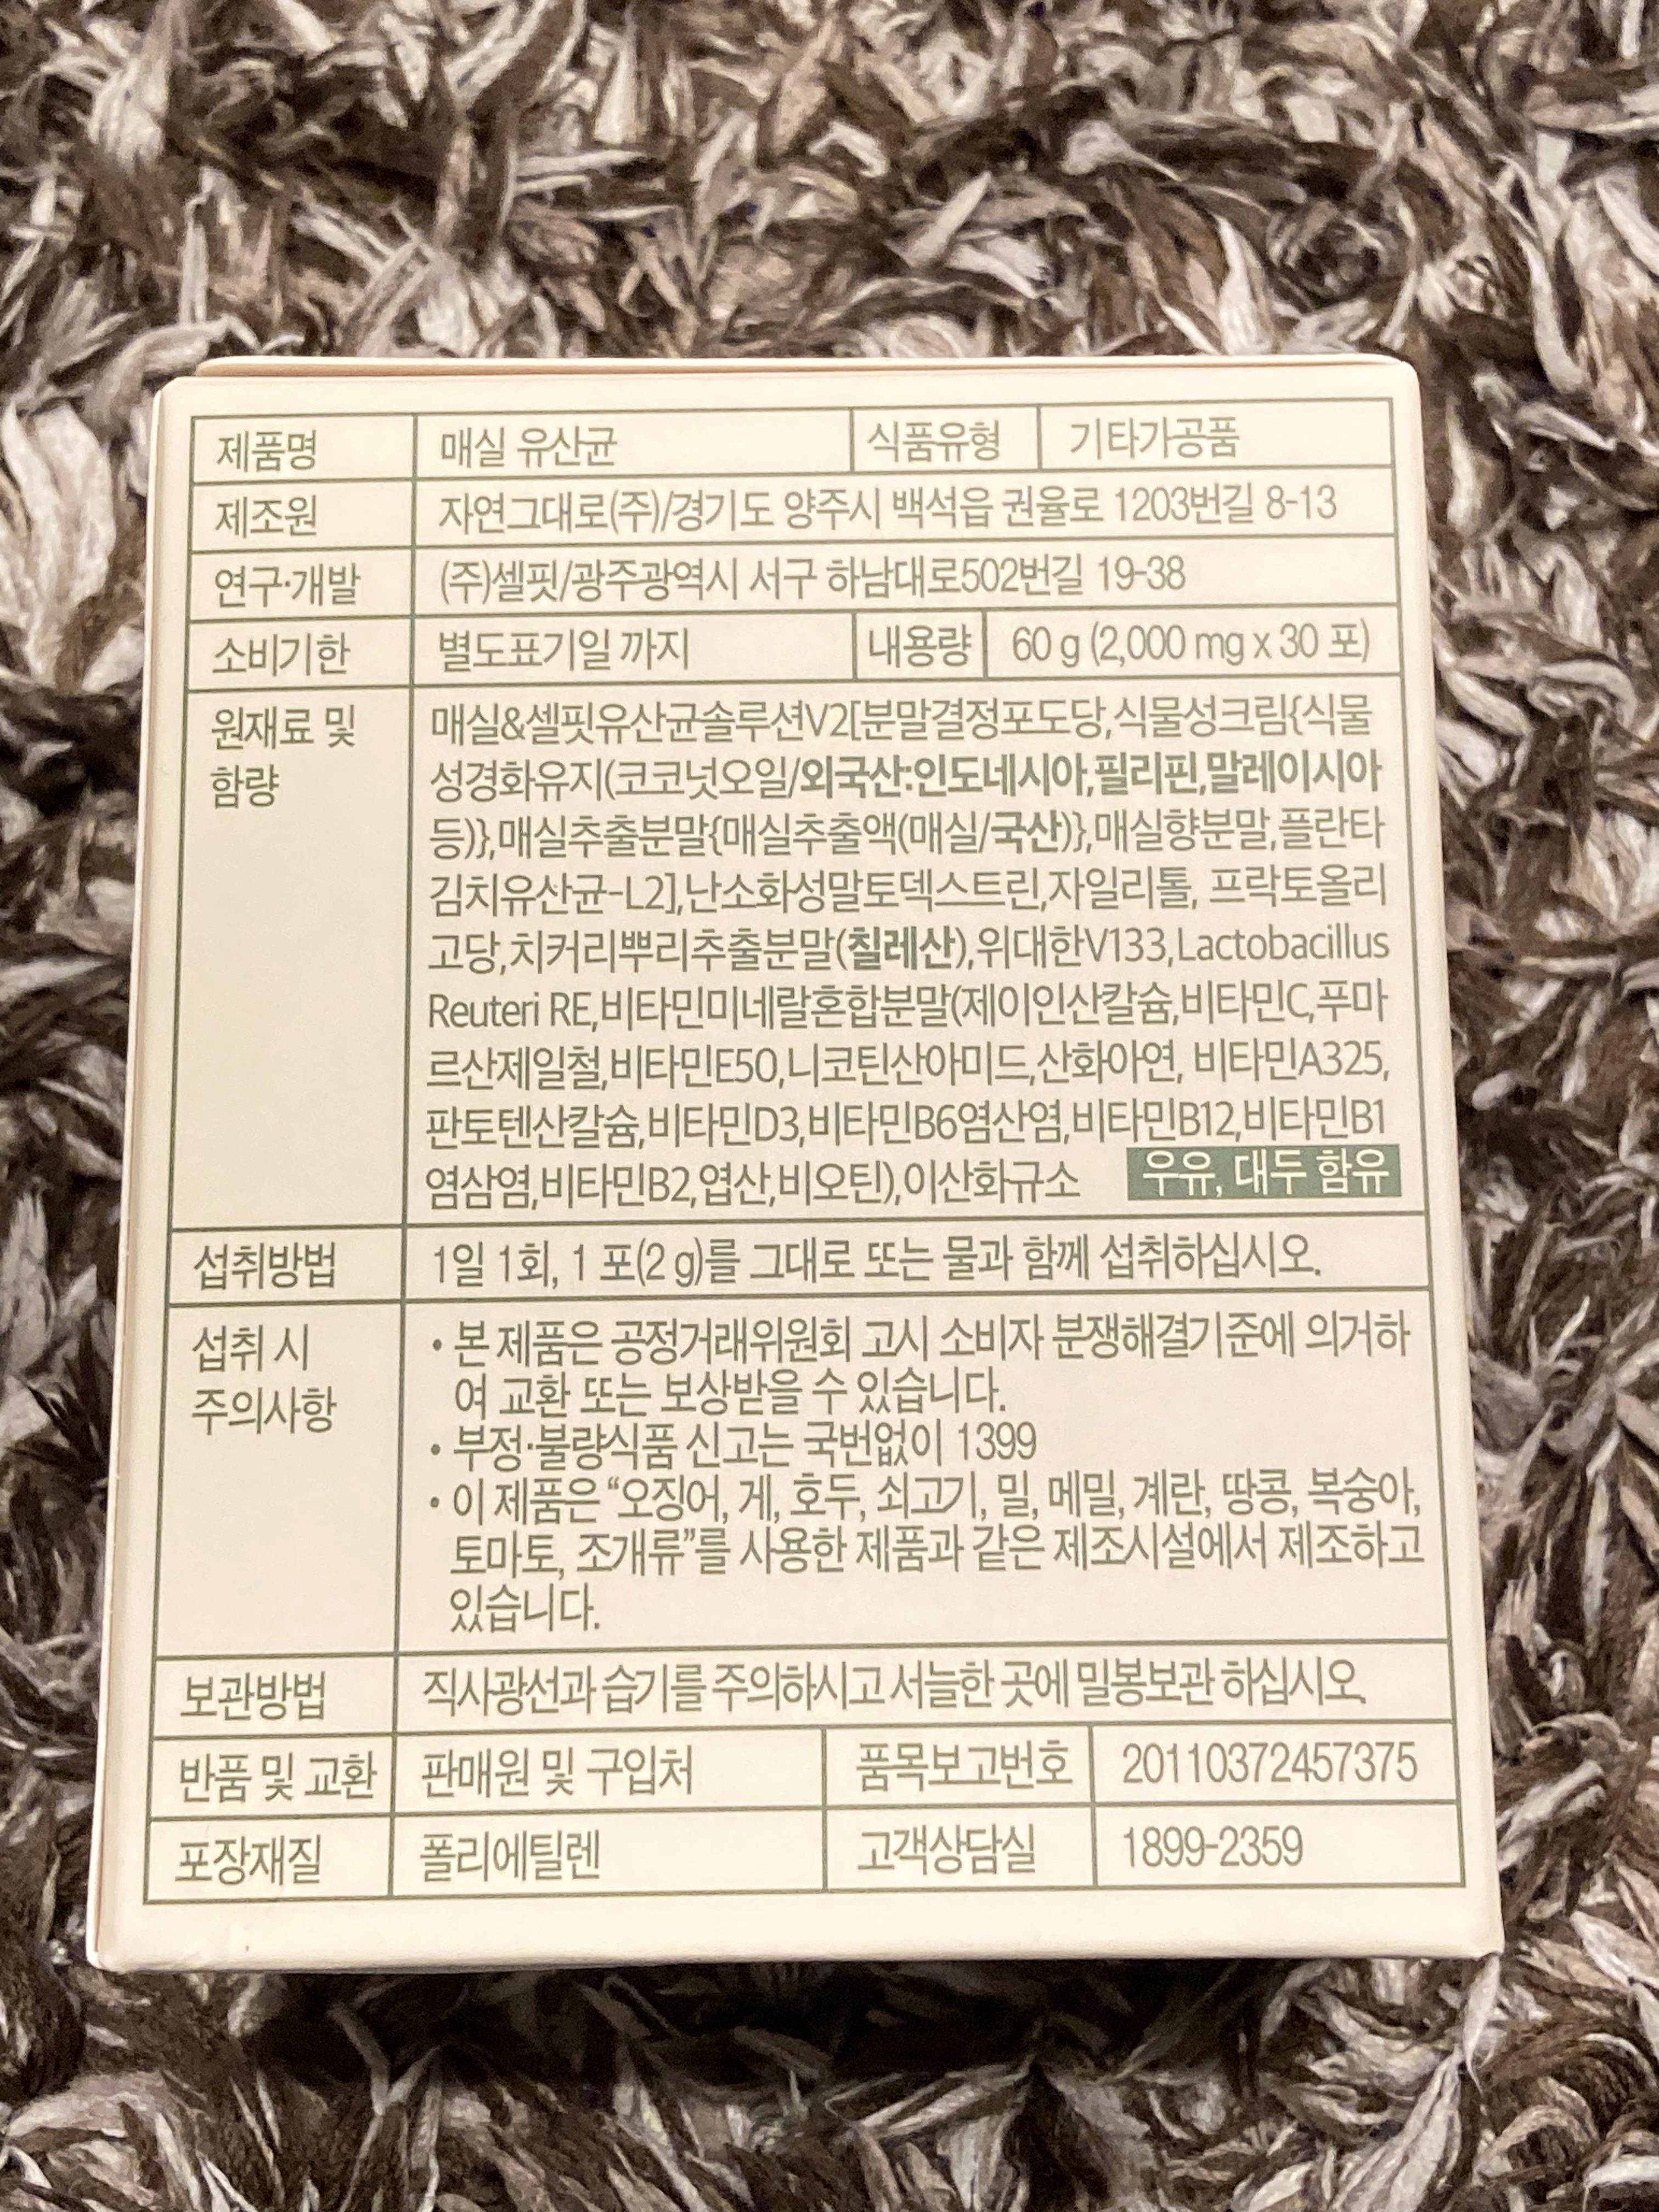 제품명 매실 유산균 식품유형 기타가공품
제조원 자연그대로(주)/경기도 양주시 백석읍 권율로 1203번길 8-13
연구·개발 (주)셀핏/광주광역시 서구 하남대로502번길 19-38
소비기한 별도표기일 까지 내용량 60 g (2,000 mg x 30 포)
원재료 및
함량
매실&셀핏유산균솔루션V2[분말결정포도당,식물성크림{식물
성경화유지(코코넛오일/외국산:인도네시아,필리핀,말레이시아
등)},매실추출분말{매실추출액(매실/국산)},매실향분말,플란타
김치유산균-L2],난소화성말토덱스트린,자일리톨, 프락토올리
고당,치커리뿌리추출분말(칠레산),위대한V133,Lactobacillus
Reuteri RE,비타민미네랄혼합분말(제이인산칼슘,비타민C,푸마
르산제일철,비타민E50,니코틴산아미드,산화아연, 비타민A325,
판토텐산칼슘,비타민D3,비타민B6염산염,비타민B12,비타민B1
염삼염,비타민B2,엽산,비오틴),이산화규소 우유, 대두 함유
섭취방법 1일 1회, 1 포(2 g)를 그대로 또는 물과 함께 섭취하십시오.
섭취 시
주의사항
• 본 제품은 공정거래위원회 고시 소비자 분쟁해결기준에 의거하
여 교환 또는 보상받을 수 있습니다.
• 부정·불량식품 신고는 국번없이 1399
• 이 제품은 “오징어, 게, 호두, 쇠고기, 밀, 메밀, 계란, 땅콩, 복숭아,
토마토, 조개류”를 사용한 제품과 같은 제조시설에서 제조하고
있습니다.
보관방법 직사광선과 습기를 주의하시고 서늘한 곳에 밀봉보관 하십시오.
반품 및 교환 판매원 및 구입처 품목보고번호 20110372457375
포장재질 폴리에틸렌 고객상담실 1899-2359